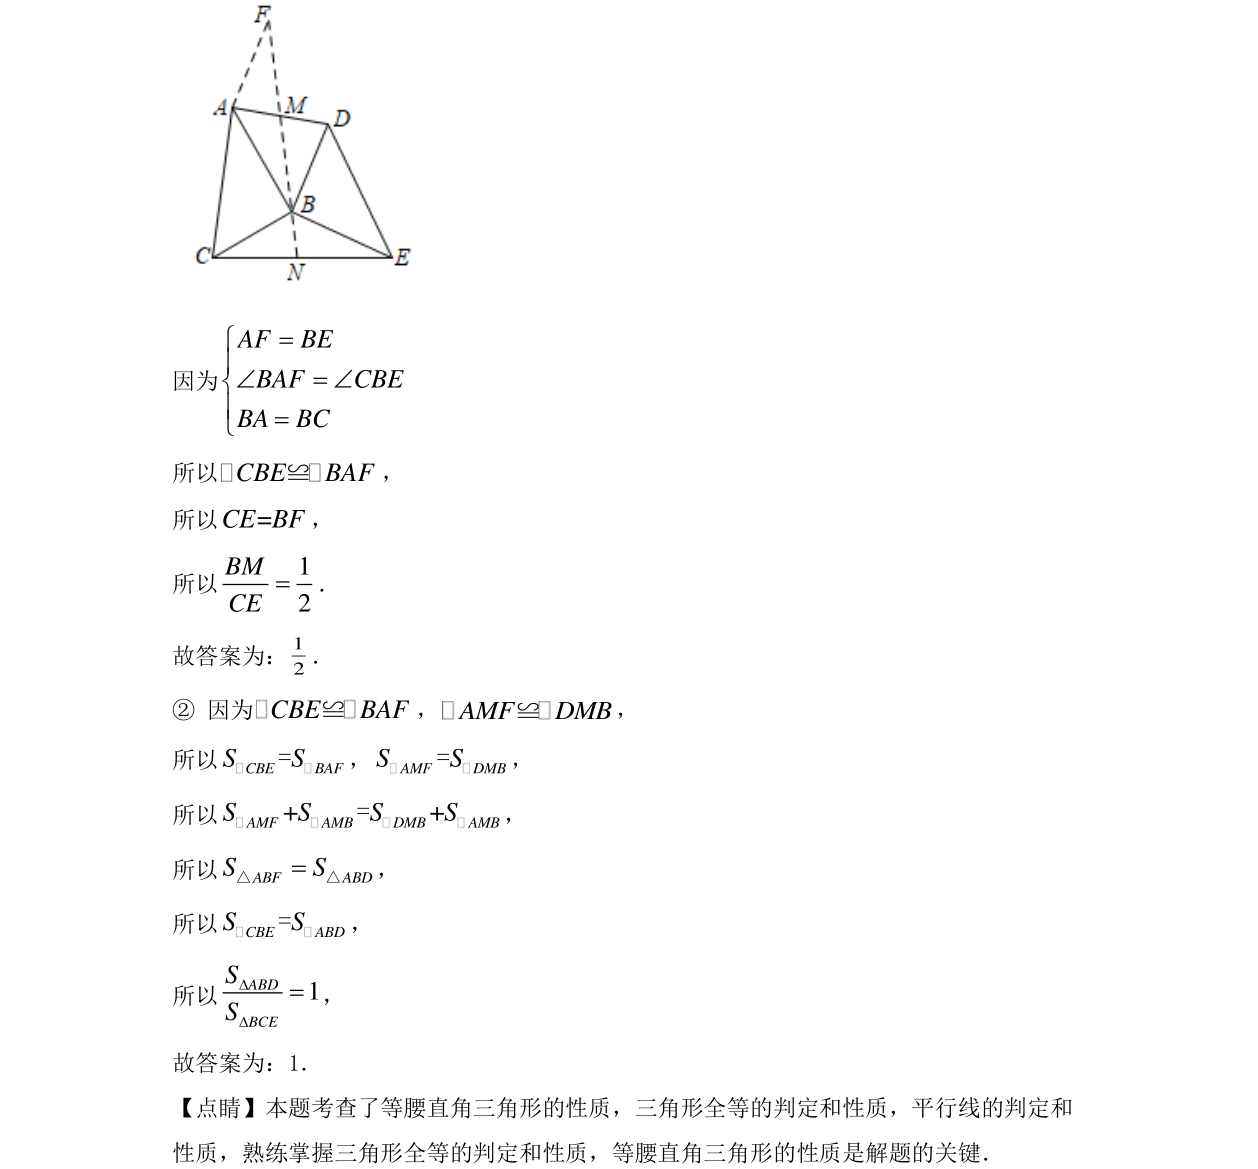 F
A M D
B
C E
N
因为{AF = BE
∠BAF = ∠CBE
BA = BC
所以□CBE≌□BAF，
所以CE=BF，
所以BM/CE = 1/2．
故答案为：1/2．
② 因为□CBE≌□BAF，□AMF≌□DMB，
所以S□CBE=S□BAF，S□AMF=S□DMB，
所以S□AMF+S□AMB=S□DMB+S□AMB，
所以S△ABF = S△ABD，
所以S□CBE=S□ABD，
所以SΔABD/SΔBCE = 1，
故答案为：1．
【点睛】本题考查了等腰直角三角形的性质，三角形全等的判定和性质，平行线的判定和
性质，熟练掌握三角形全等的判定和性质，等腰直角三角形的性质是解题的关键．